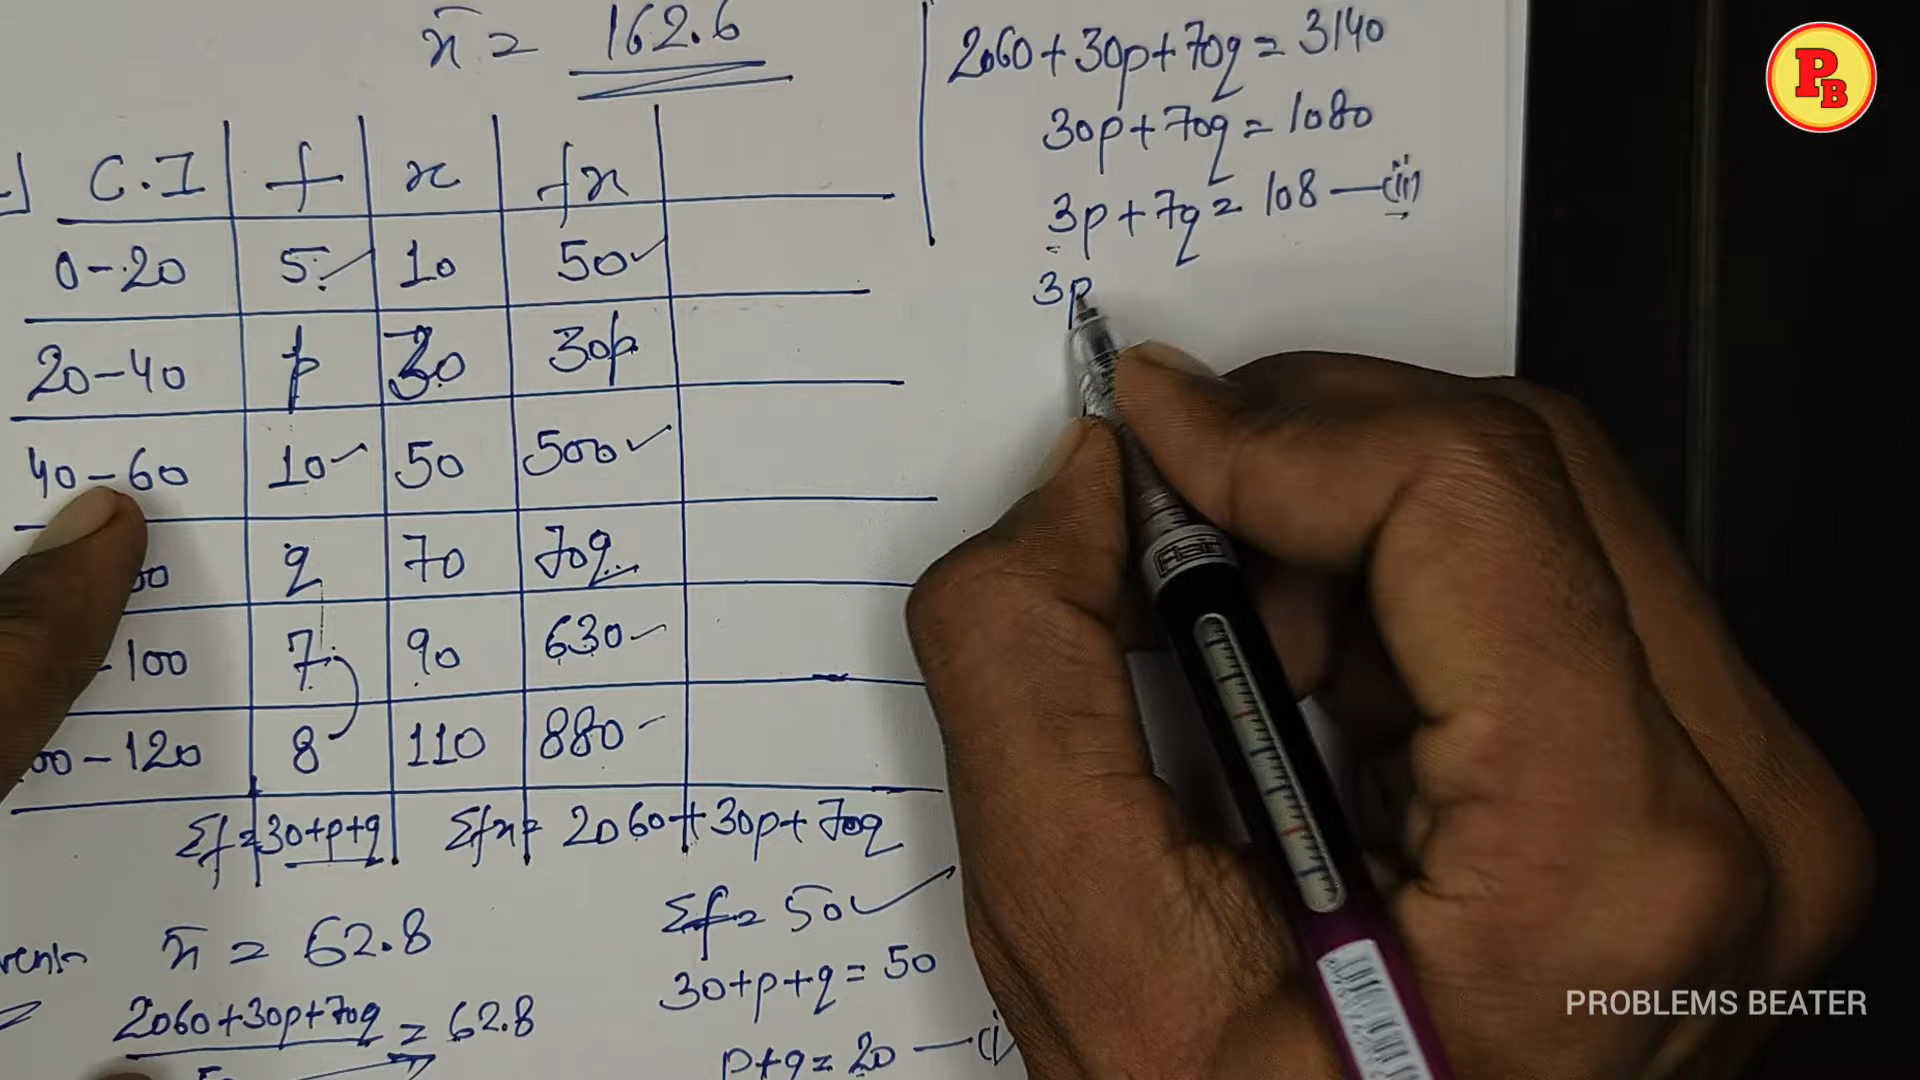 x̄ = 162.6
C.I f x fx
0-20 5 10 50
20-40 p 30 30p
40-60 10 50 500
q 70 70q
-100 7 90 630
00-120 8 110 880
Σf = 30+p+q Σfx = 2060+30p+70q
x̄ = 62.8
2060+30p+70q = 62.8
Σf = 50
30+p+q = 50
p+q = 20 —(i)
2060+30p+70q = 3140
30p+70q = 1080
3p+7q = 108 —(ii)
3p
PB
Flair
PROBLEMS BEATER